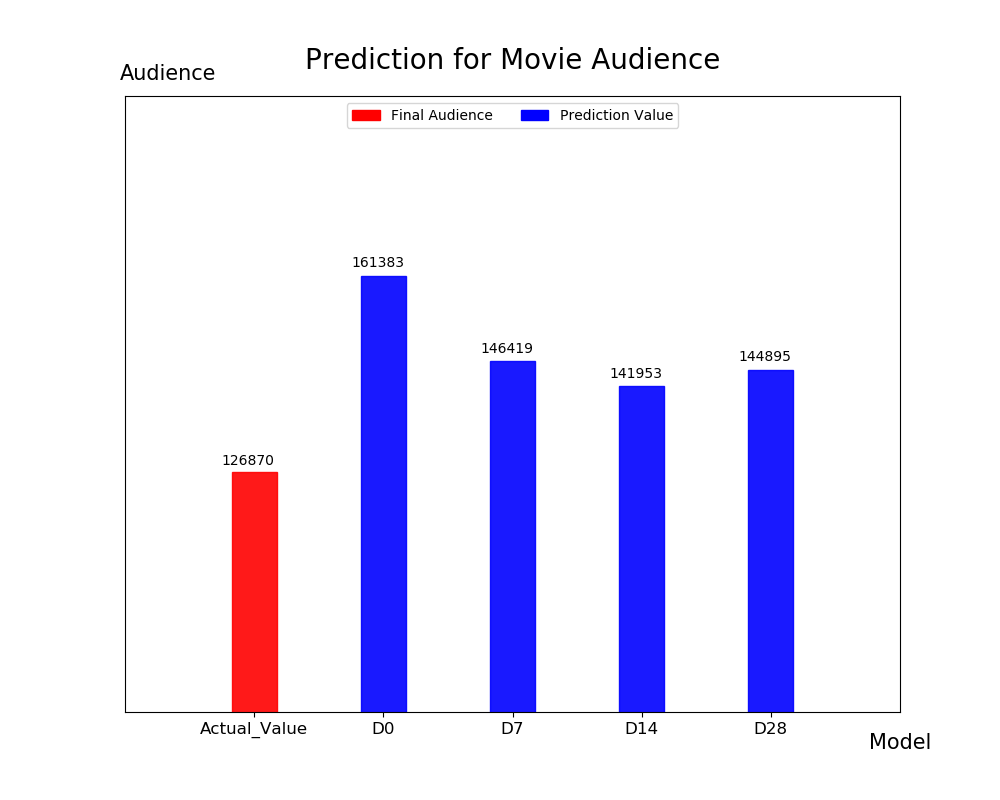 Prediction for Movie Audience
Audience
Final Audience Prediction Value
161383
146419
144895
141953
126870
Actual_Value D0 D7 D14 D28
Model